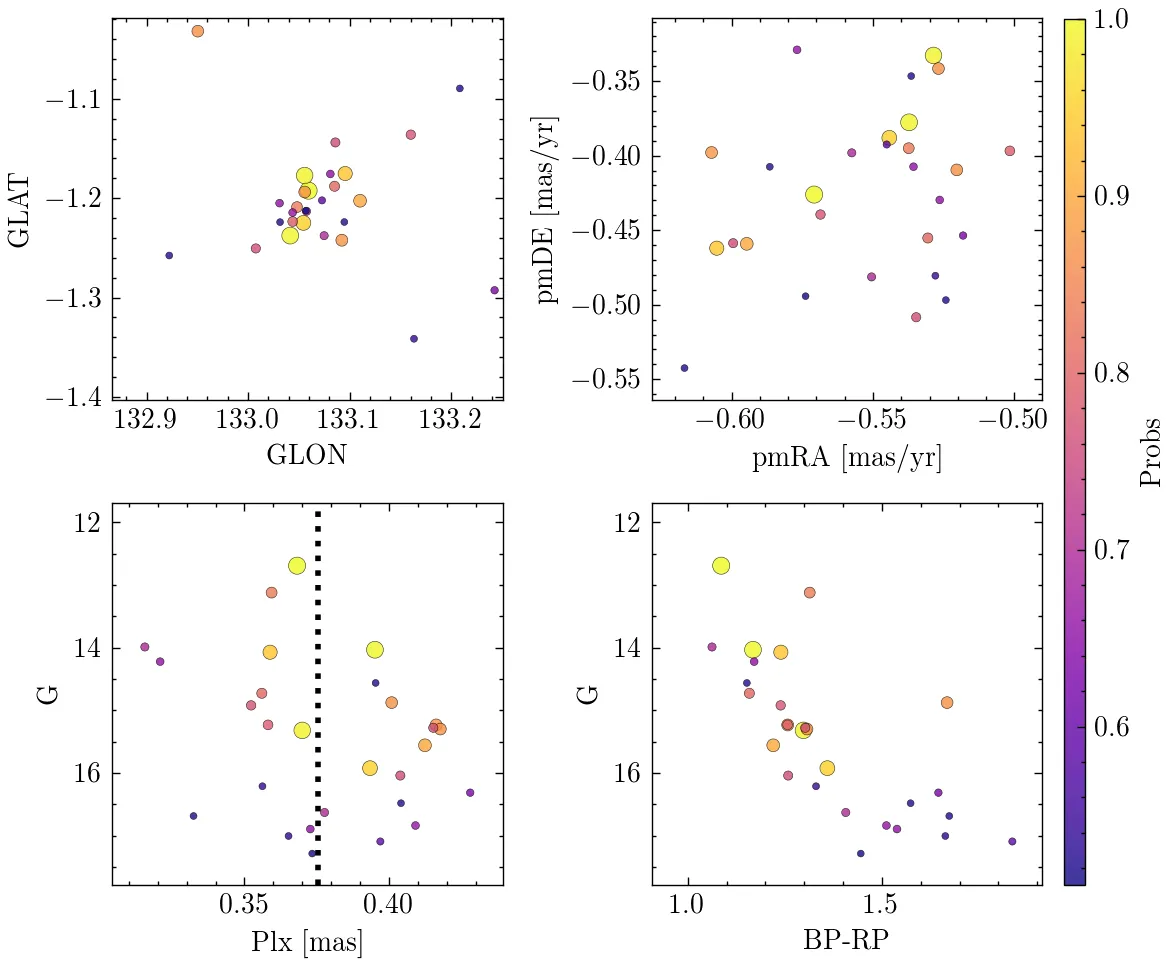 GLAT
−1.1
−1.2
−1.3
−1.4
132.9 133.0 133.1 133.2
GLON
pmDE [mas/yr]
−0.35
−0.40
−0.45
−0.50
−0.55
−0.60 −0.55 −0.50
pmRA [mas/yr]
G
12
14
16
0.35 0.40
Plx [mas]
G
12
14
16
1.0 1.5
BP-RP
1.0
0.9
0.8
0.7
0.6
Probs